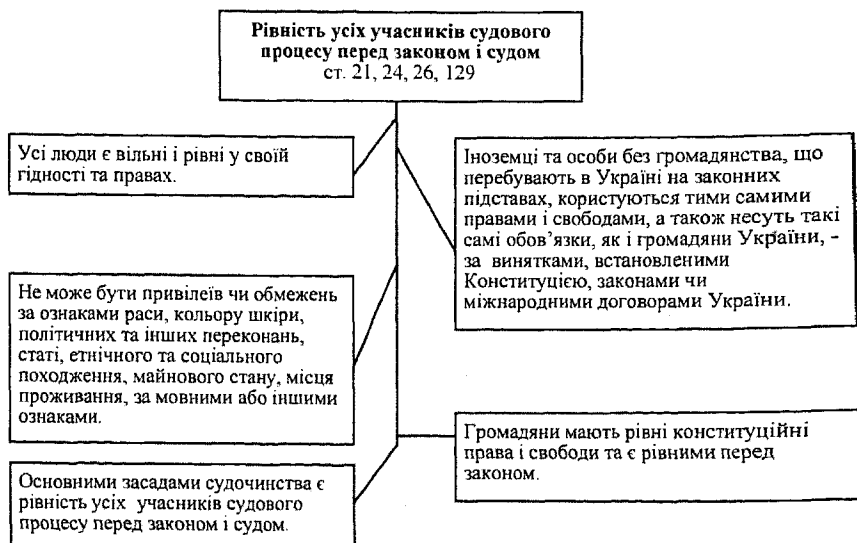 Рівність усіх учасників судового
процесу перед законом і судом
ст. 21, 24, 26, 129
Усі люди є вільні і рівні у своїй
гідності та правах.
Іноземці та особи без громадянства, що
перебувають в Україні на законних
підставах, користуються тими самими
правами і свободами, а також несуть такі
самі обов’язки, як і громадяни України, -
за винятками, встановленими
Конституцією, законами чи
міжнародними договорами України.
Не може бути привілеїв чи обмежень
за ознаками раси, кольору шкіри,
політичних та інших переконань,
статі, етнічного та соціального
походження, майнового стану, місця
проживання, за мовними або іншими
ознаками.
Громадяни мають рівні конституційні
права і свободи та є рівними перед
законом.
Основними засадами судочинства є
рівність усіх учасників судового
процесу перед законом і судом.